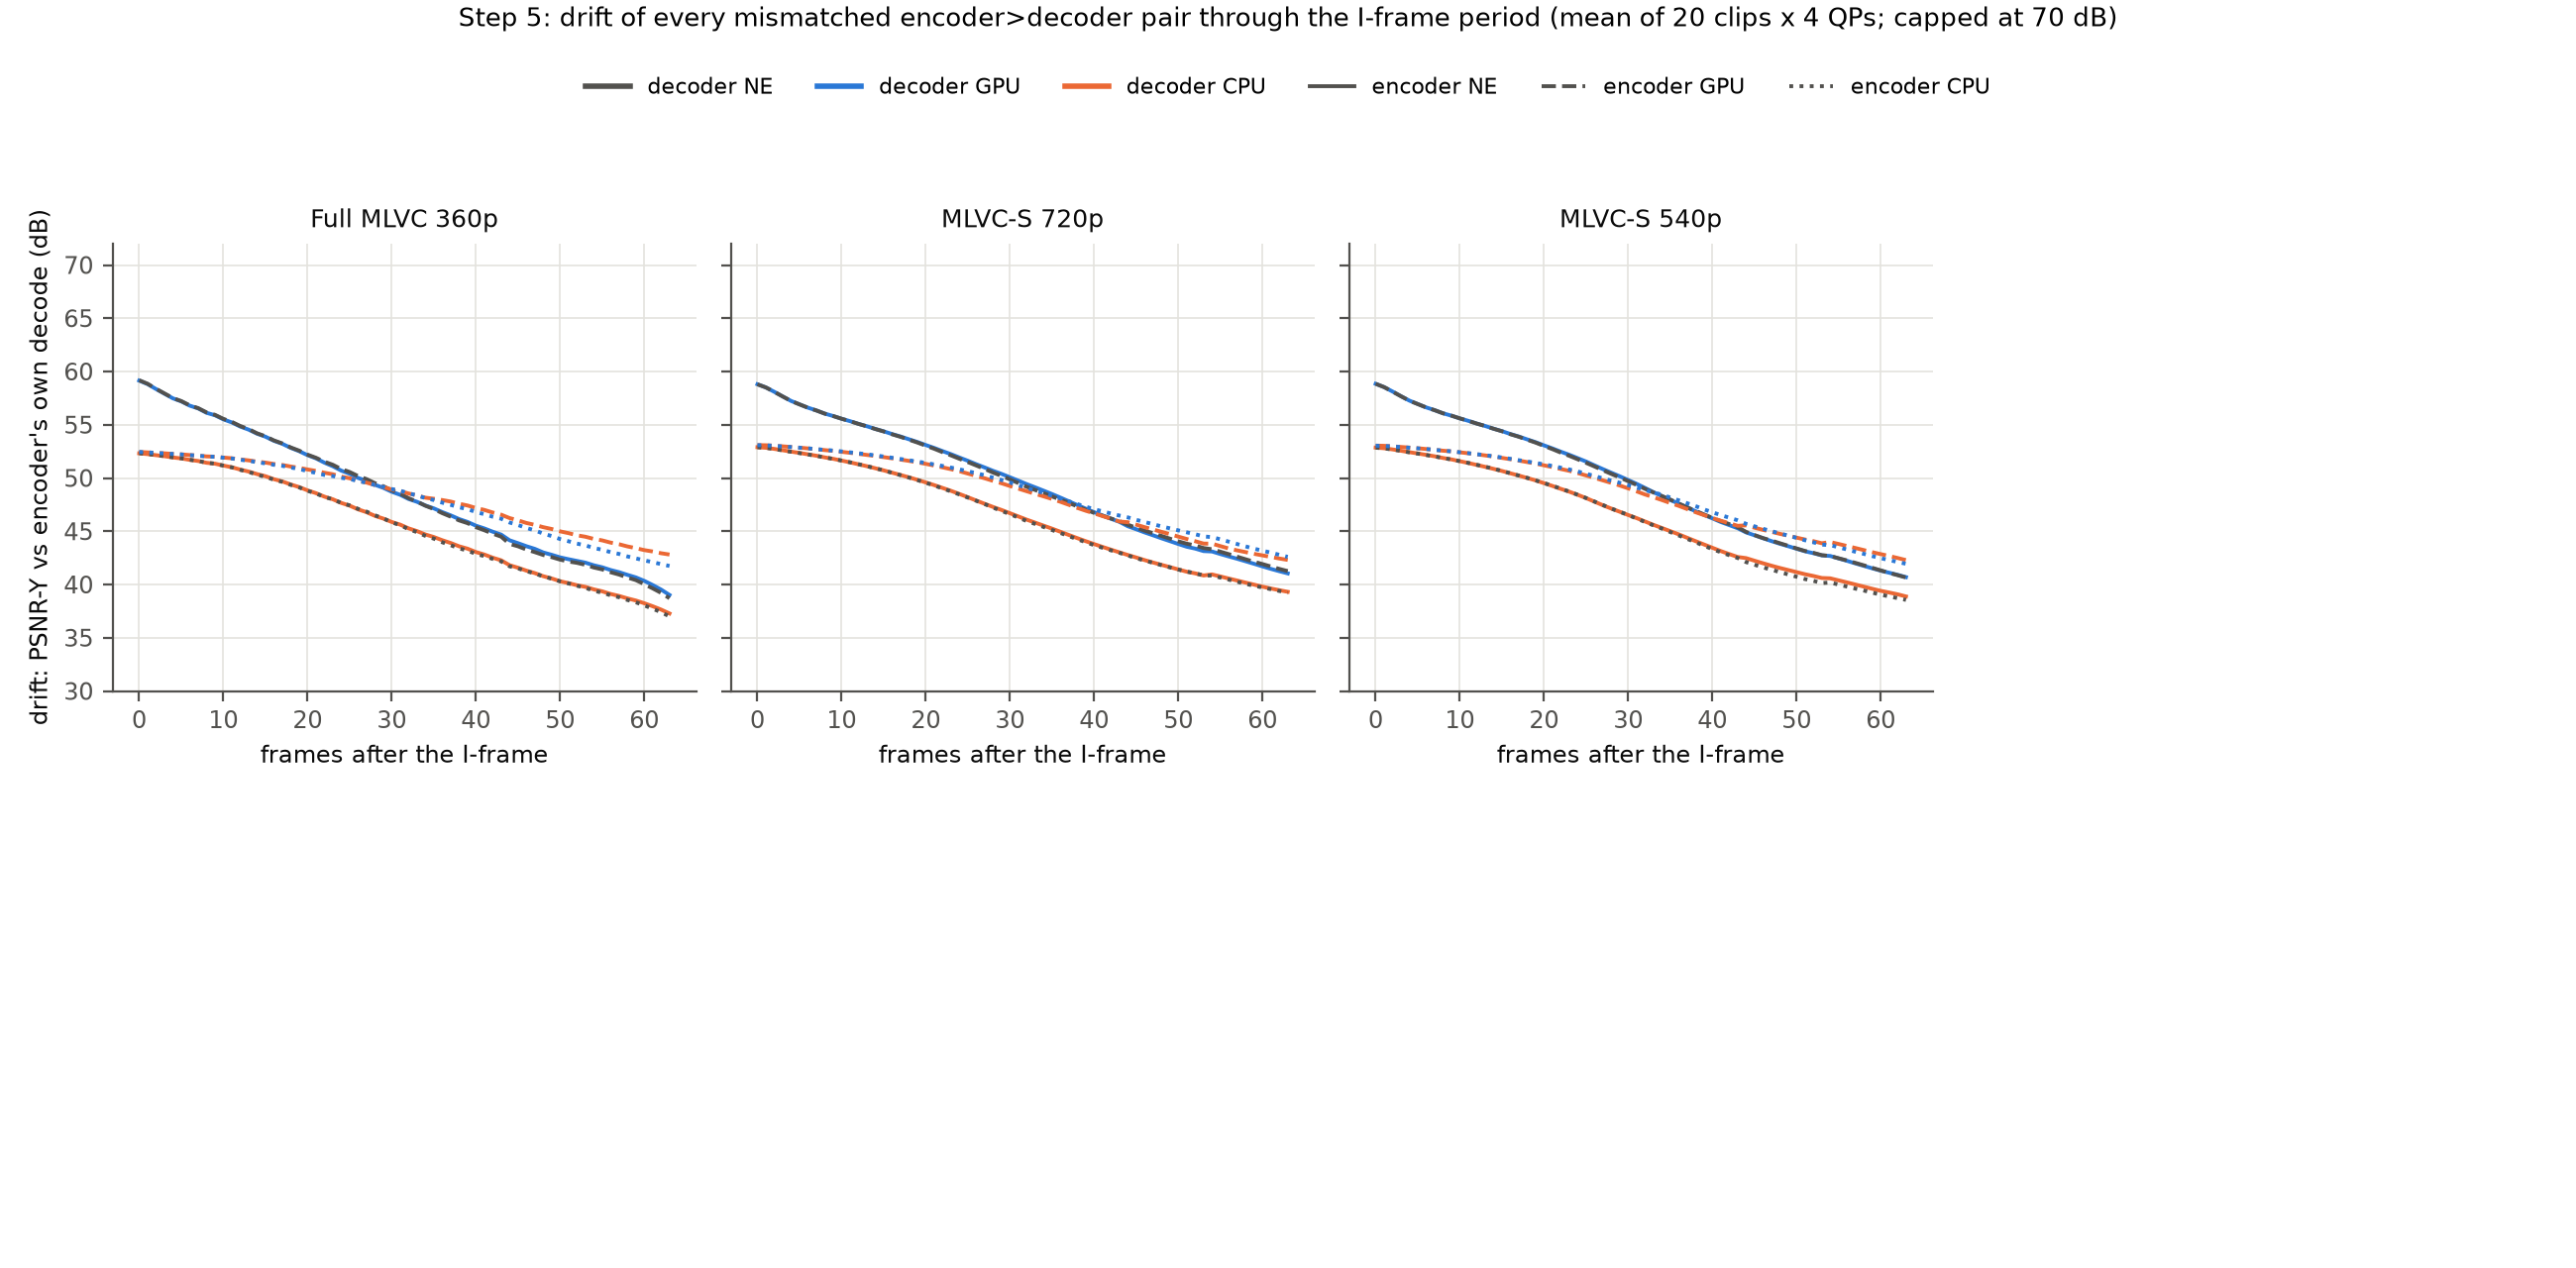 Step 5: drift of every mismatched encoder>decoder pair through the I-frame period (mean of 20 clips x 4 QPs; capped at 70 dB)
decoder NE decoder GPU decoder CPU encoder NE encoder GPU encoder CPU
Full MLVC 360p
MLVC-S 720p
MLVC-S 540p
drift: PSNR-Y vs encoder's own decode (dB)
70
65
60
55
50
45
40
35
30
0 10 20 30 40 50 60
0 10 20 30 40 50 60
0 10 20 30 40 50 60
frames after the I-frame
frames after the I-frame
frames after the I-frame